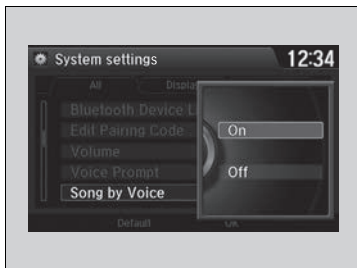 System settings
12:34
All
Displa
Bluetooth Device L
Edit Pairing Code
Volume
Voice Prompt
Song by Voice
On
Off
Default
OK